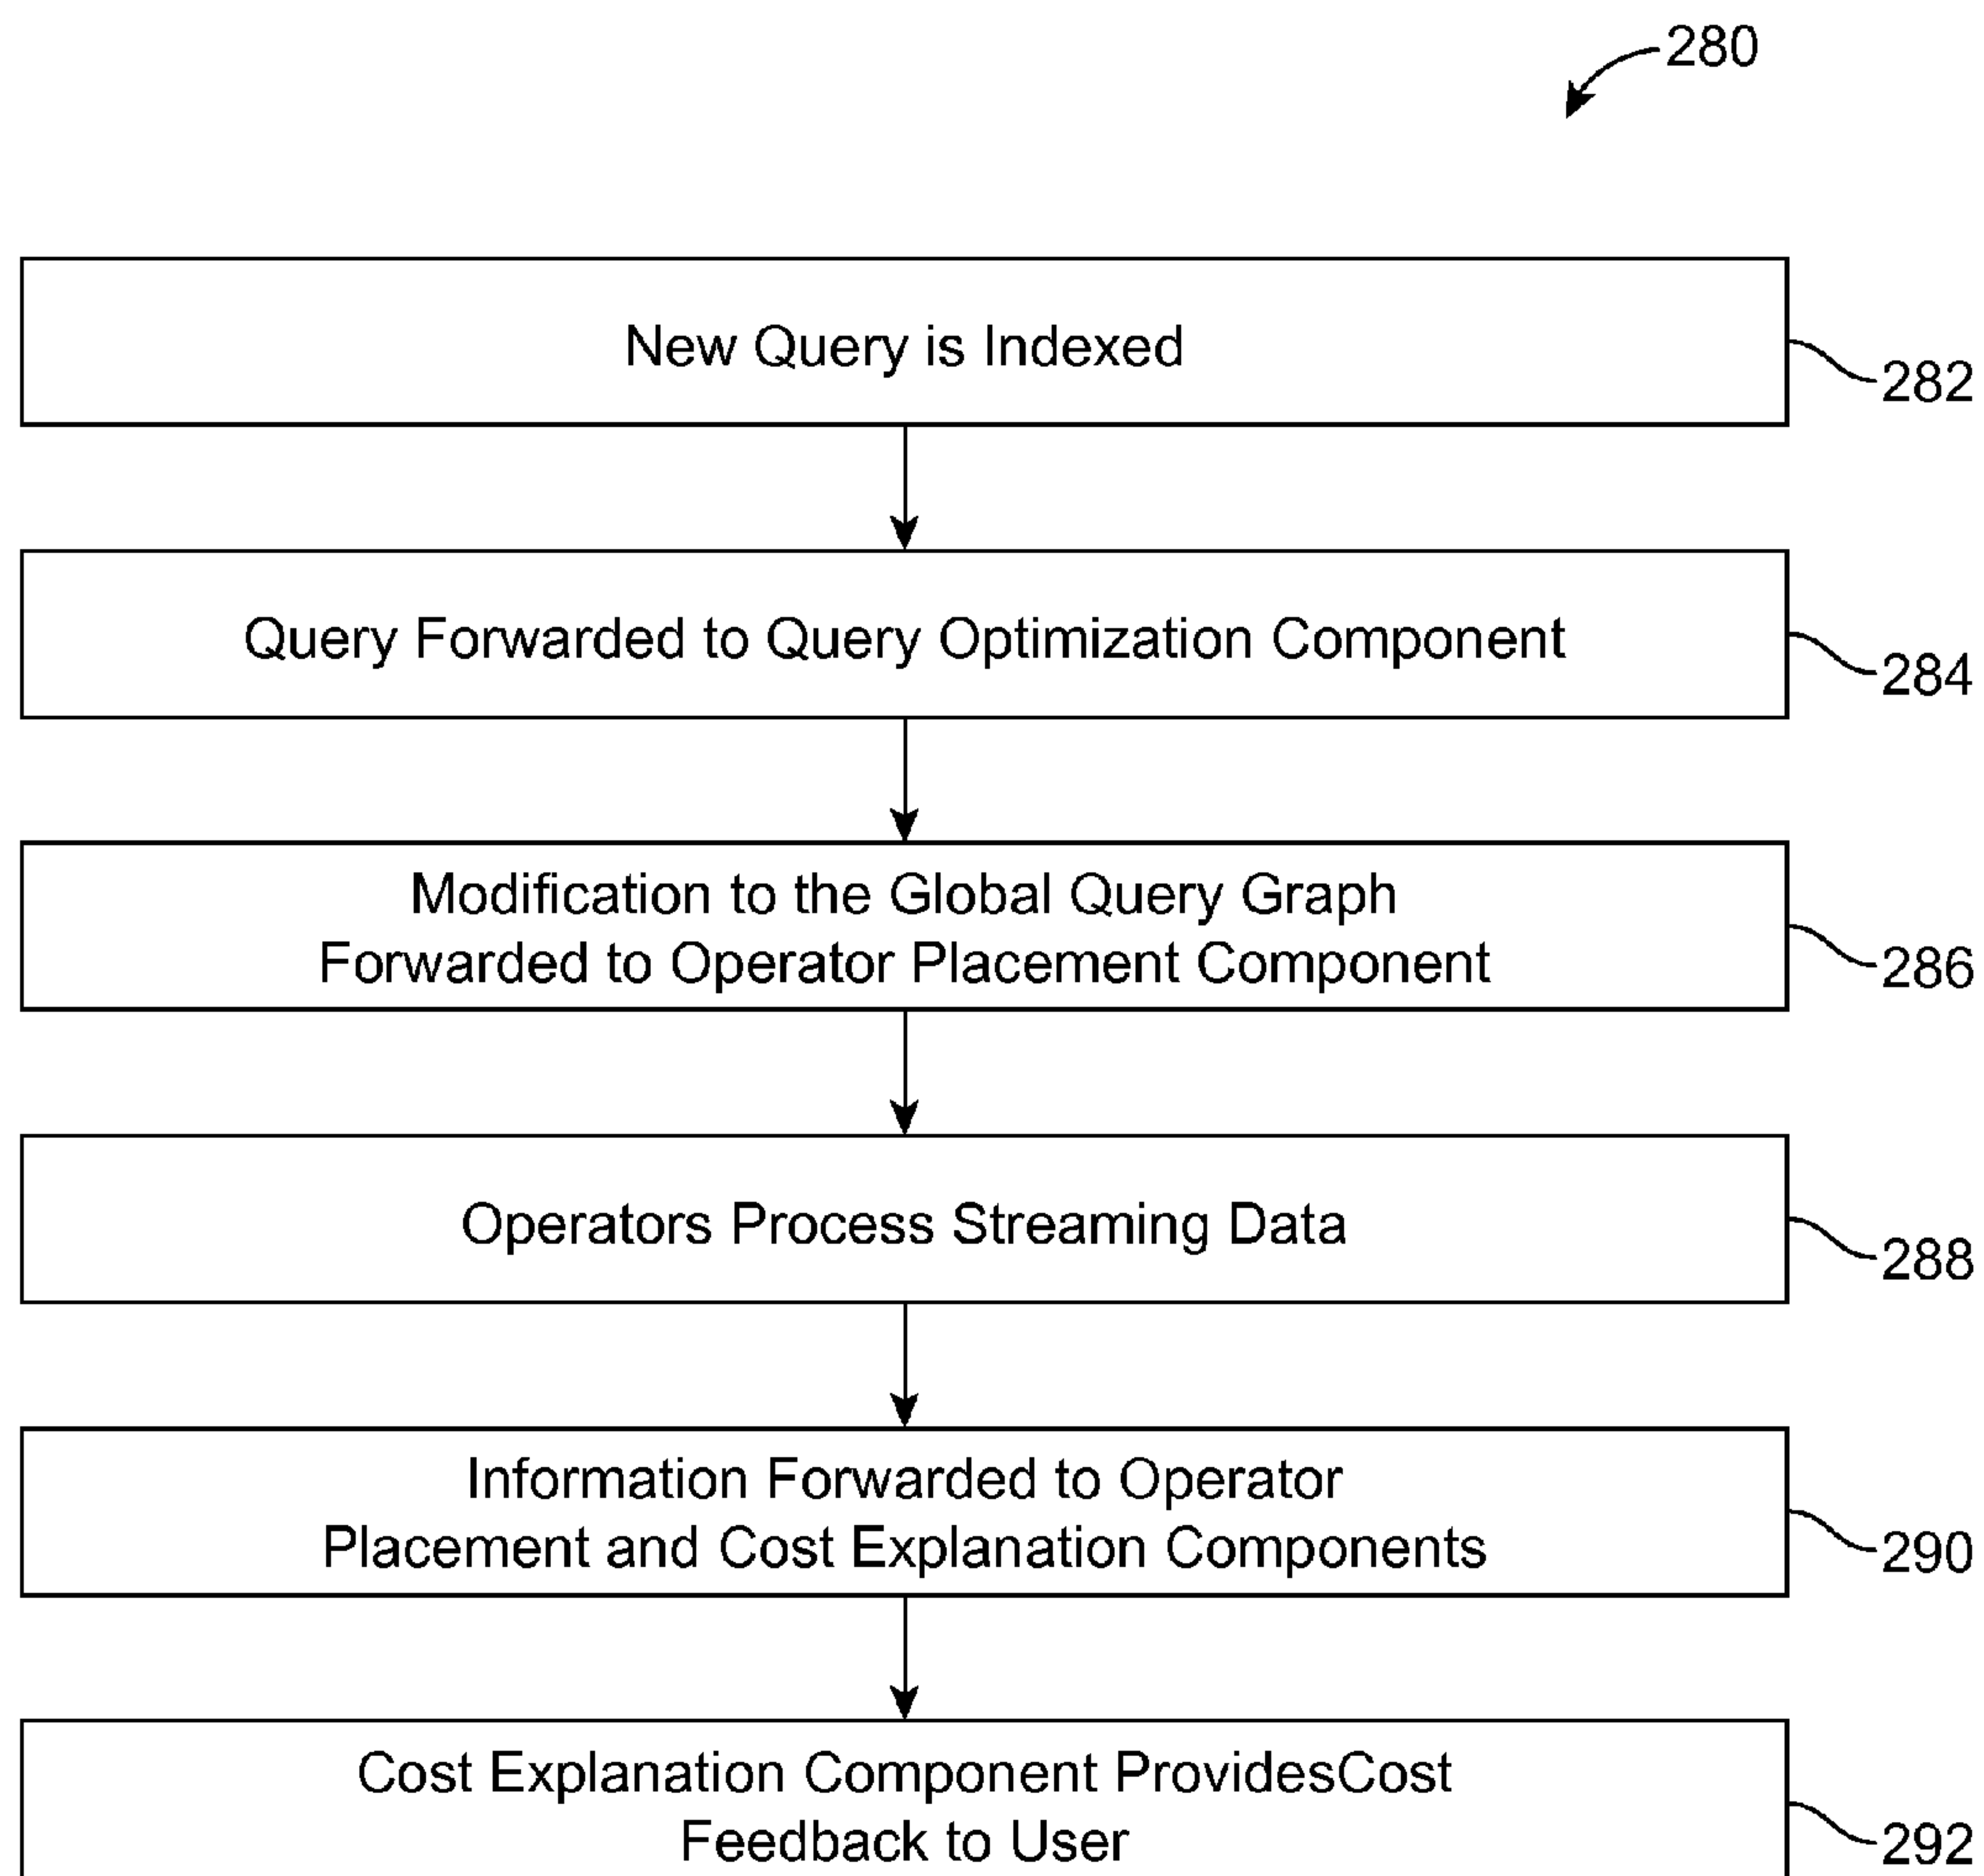 280
New Query is Indexed
282
Query Forwarded to Query Optimization Component
284
Modification to the Global Query Graph
Forwarded to Operator Placement Component
286
Operators Process Streaming Data
288
Information Forwarded to Operator
Placement and Cost Explanation Components
290
Cost Explanation Component ProvidesCost
Feedback to User
292